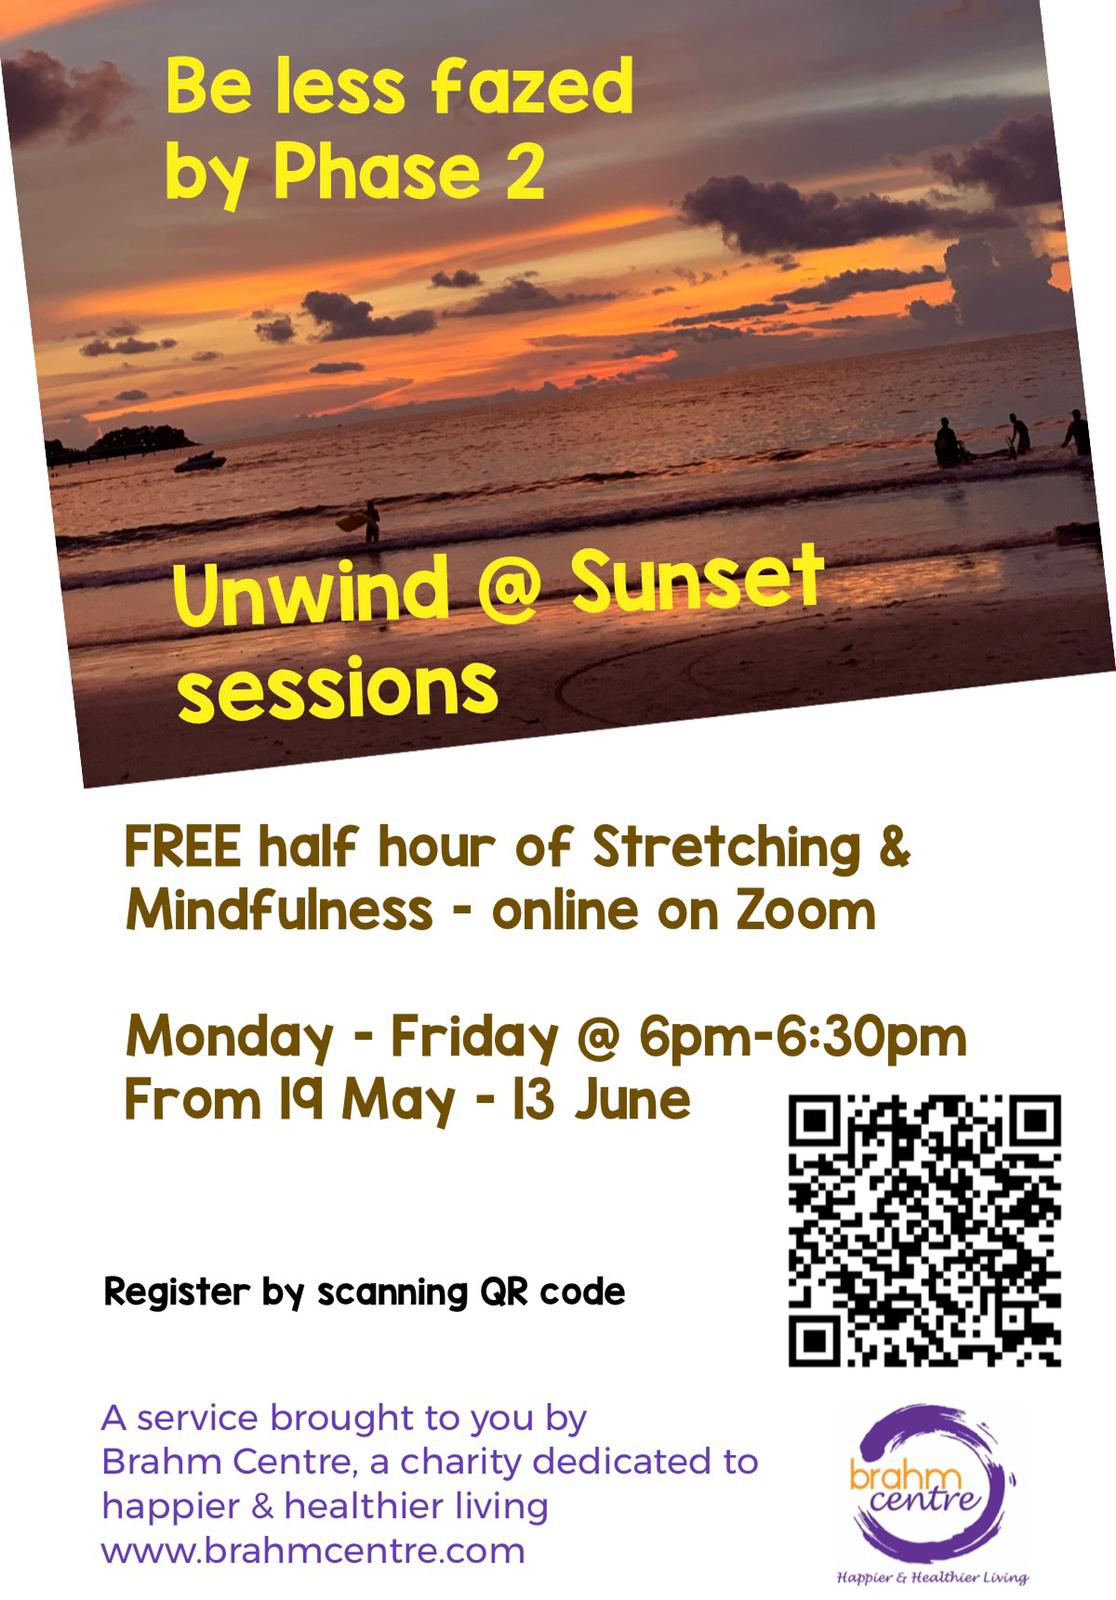 Be less fazed
by Phase 2
Unwind @ Sunset
sessions
FREE half hour of Stretching &
Mindfulness - online on Zoom
Monday - Friday @ 6pm-6:30pm
From 19 May - 13 June
Register by scanning QR code
A service brought to you by
Brahm Centre, a charity dedicated to
happier & healthier living
www.brahmcentre.com
brahm
centre
Happier & Healthier Living